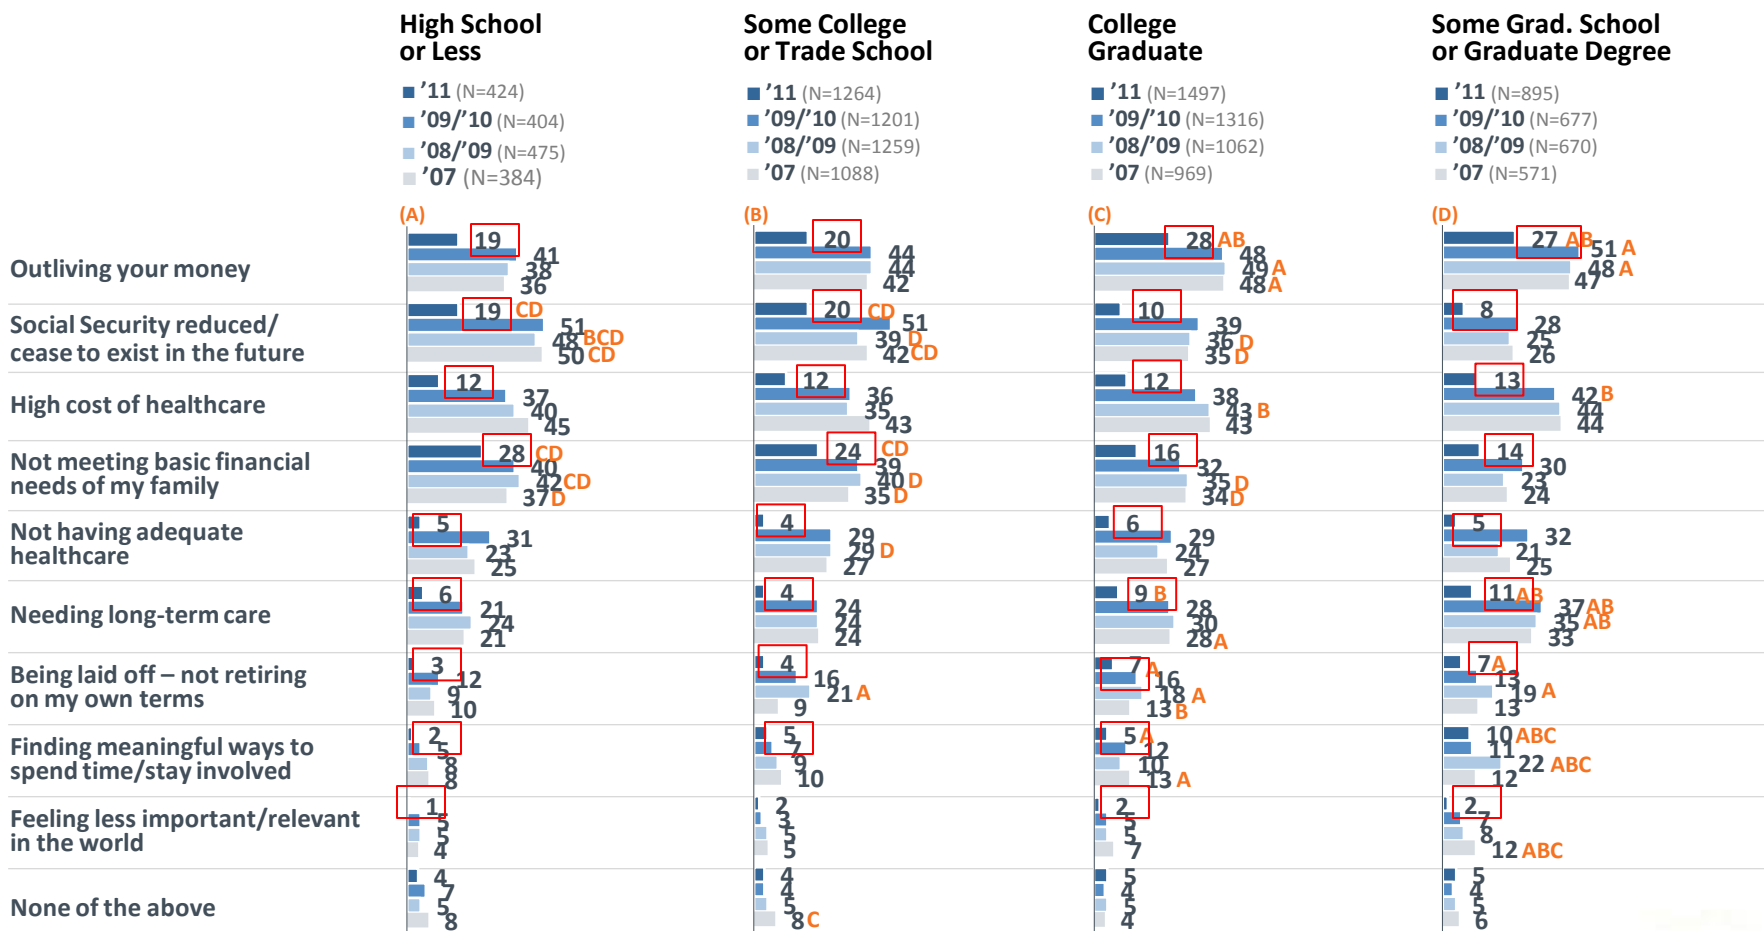 High School
or Less
Some College
or Trade School
College
Graduate
Some Grad. School
or Graduate Degree
’11 (N=424)
’11 (N=1264)
’11 (N=1497)
’11 (N=895)
’09/’10 (N=404)
’09/’10 (N=1201)
’09/’10 (N=1316)
’09/’10 (N=677)
’08/’09 (N=475)
’08/’09 (N=1259)
’08/’09 (N=1062)
’08/’09 (N=670)
’07 (N=384)
’07 (N=1088)
’07 (N=969)
’07 (N=571)
(A) (B) (C) (D)
Outliving your money
19 20 28 AB 27 AB
41 44 48 51 A
38 44 49 A 48 A
36 42 48 A 47
Social Security reduced/
cease to exist in the future
19 CD 20 CD 10 8
51 51 39 28
48 BCD 39 D 36 D 25
50 CD 42 CD 35 D 26
High cost of healthcare
12 12 12 13
37 36 38 42 B
40 35 43 B 44
45 43 43 44
Not meeting basic financial
needs of my family
28 CD 24 CD 16 14
40 39 32 30
42 CD 40 D 35 D 23
37 D 35 D 34 D 24
Not having adequate
healthcare
5 4 6 5
31 29 29 32
23 29 D 24 21
25 27 27 25
Needing long-term care
6 4 9 B 11 AB
21 24 28 37 AB
24 24 30 35 AB
21 24 28 A 33
Being laid off – not retiring
on my own terms
3 4 7 A 7 A
12 16 16 13
9 21 A 18 A 19 A
10 9 13 B 13
Finding meaningful ways to
spend time/stay involved
2 5 5 A 10 ABC
5 7 12 11
8 9 10 22 ABC
8 10 13 A 12
Feeling less important/relevant
in the world
1 2 2 2
5 3 5 7
5 5 5 8
4 5 7 12 ABC
None of the above
4 4 5 5
7 4 4 4
5 5 5 5
8 8 C 4 6